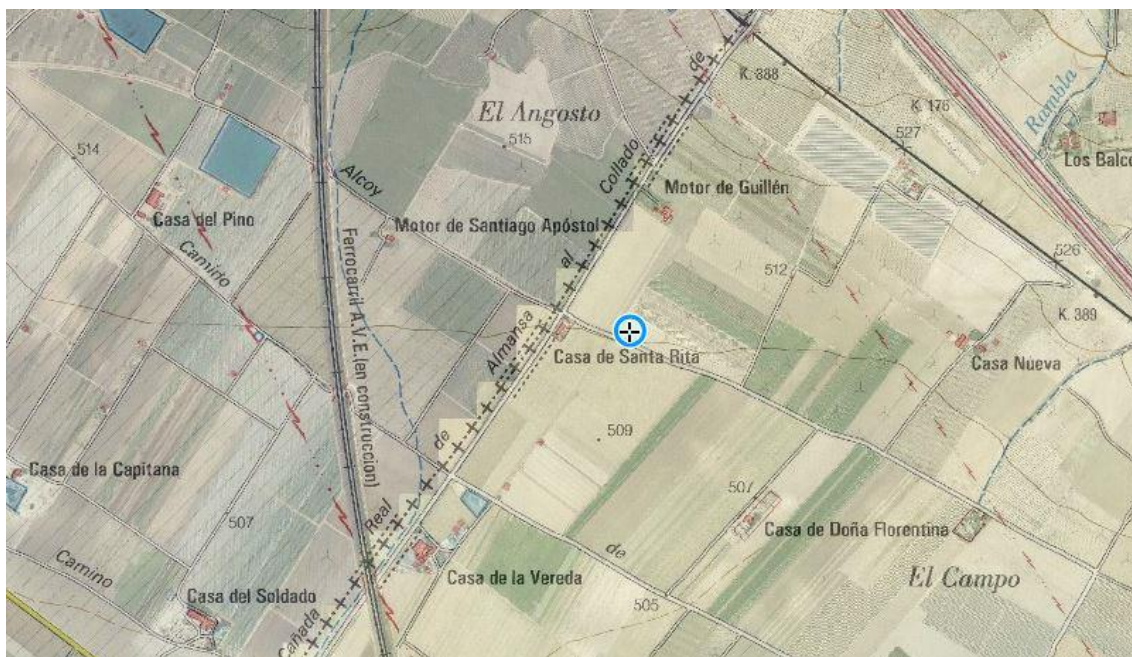 K. 388
Rambla
K. 176
El Angosto
515
527
514
Collado de
Los Balco
Alcoy
Motor de Guillén
Casa del Pino
Motor de Santiago Apóstol
Camino
Ferrocarril A.V.E.(en construccion)
al
512
526
K. 389
Almansa
Casa de Santa Rita
Casa Nueva
de
509
Casa de la Capitana
507
507
Real
Casa de Doña Florentina
de
Camino
Casa de la Vereda
El Campo
Casa del Soldado
505
Cañada